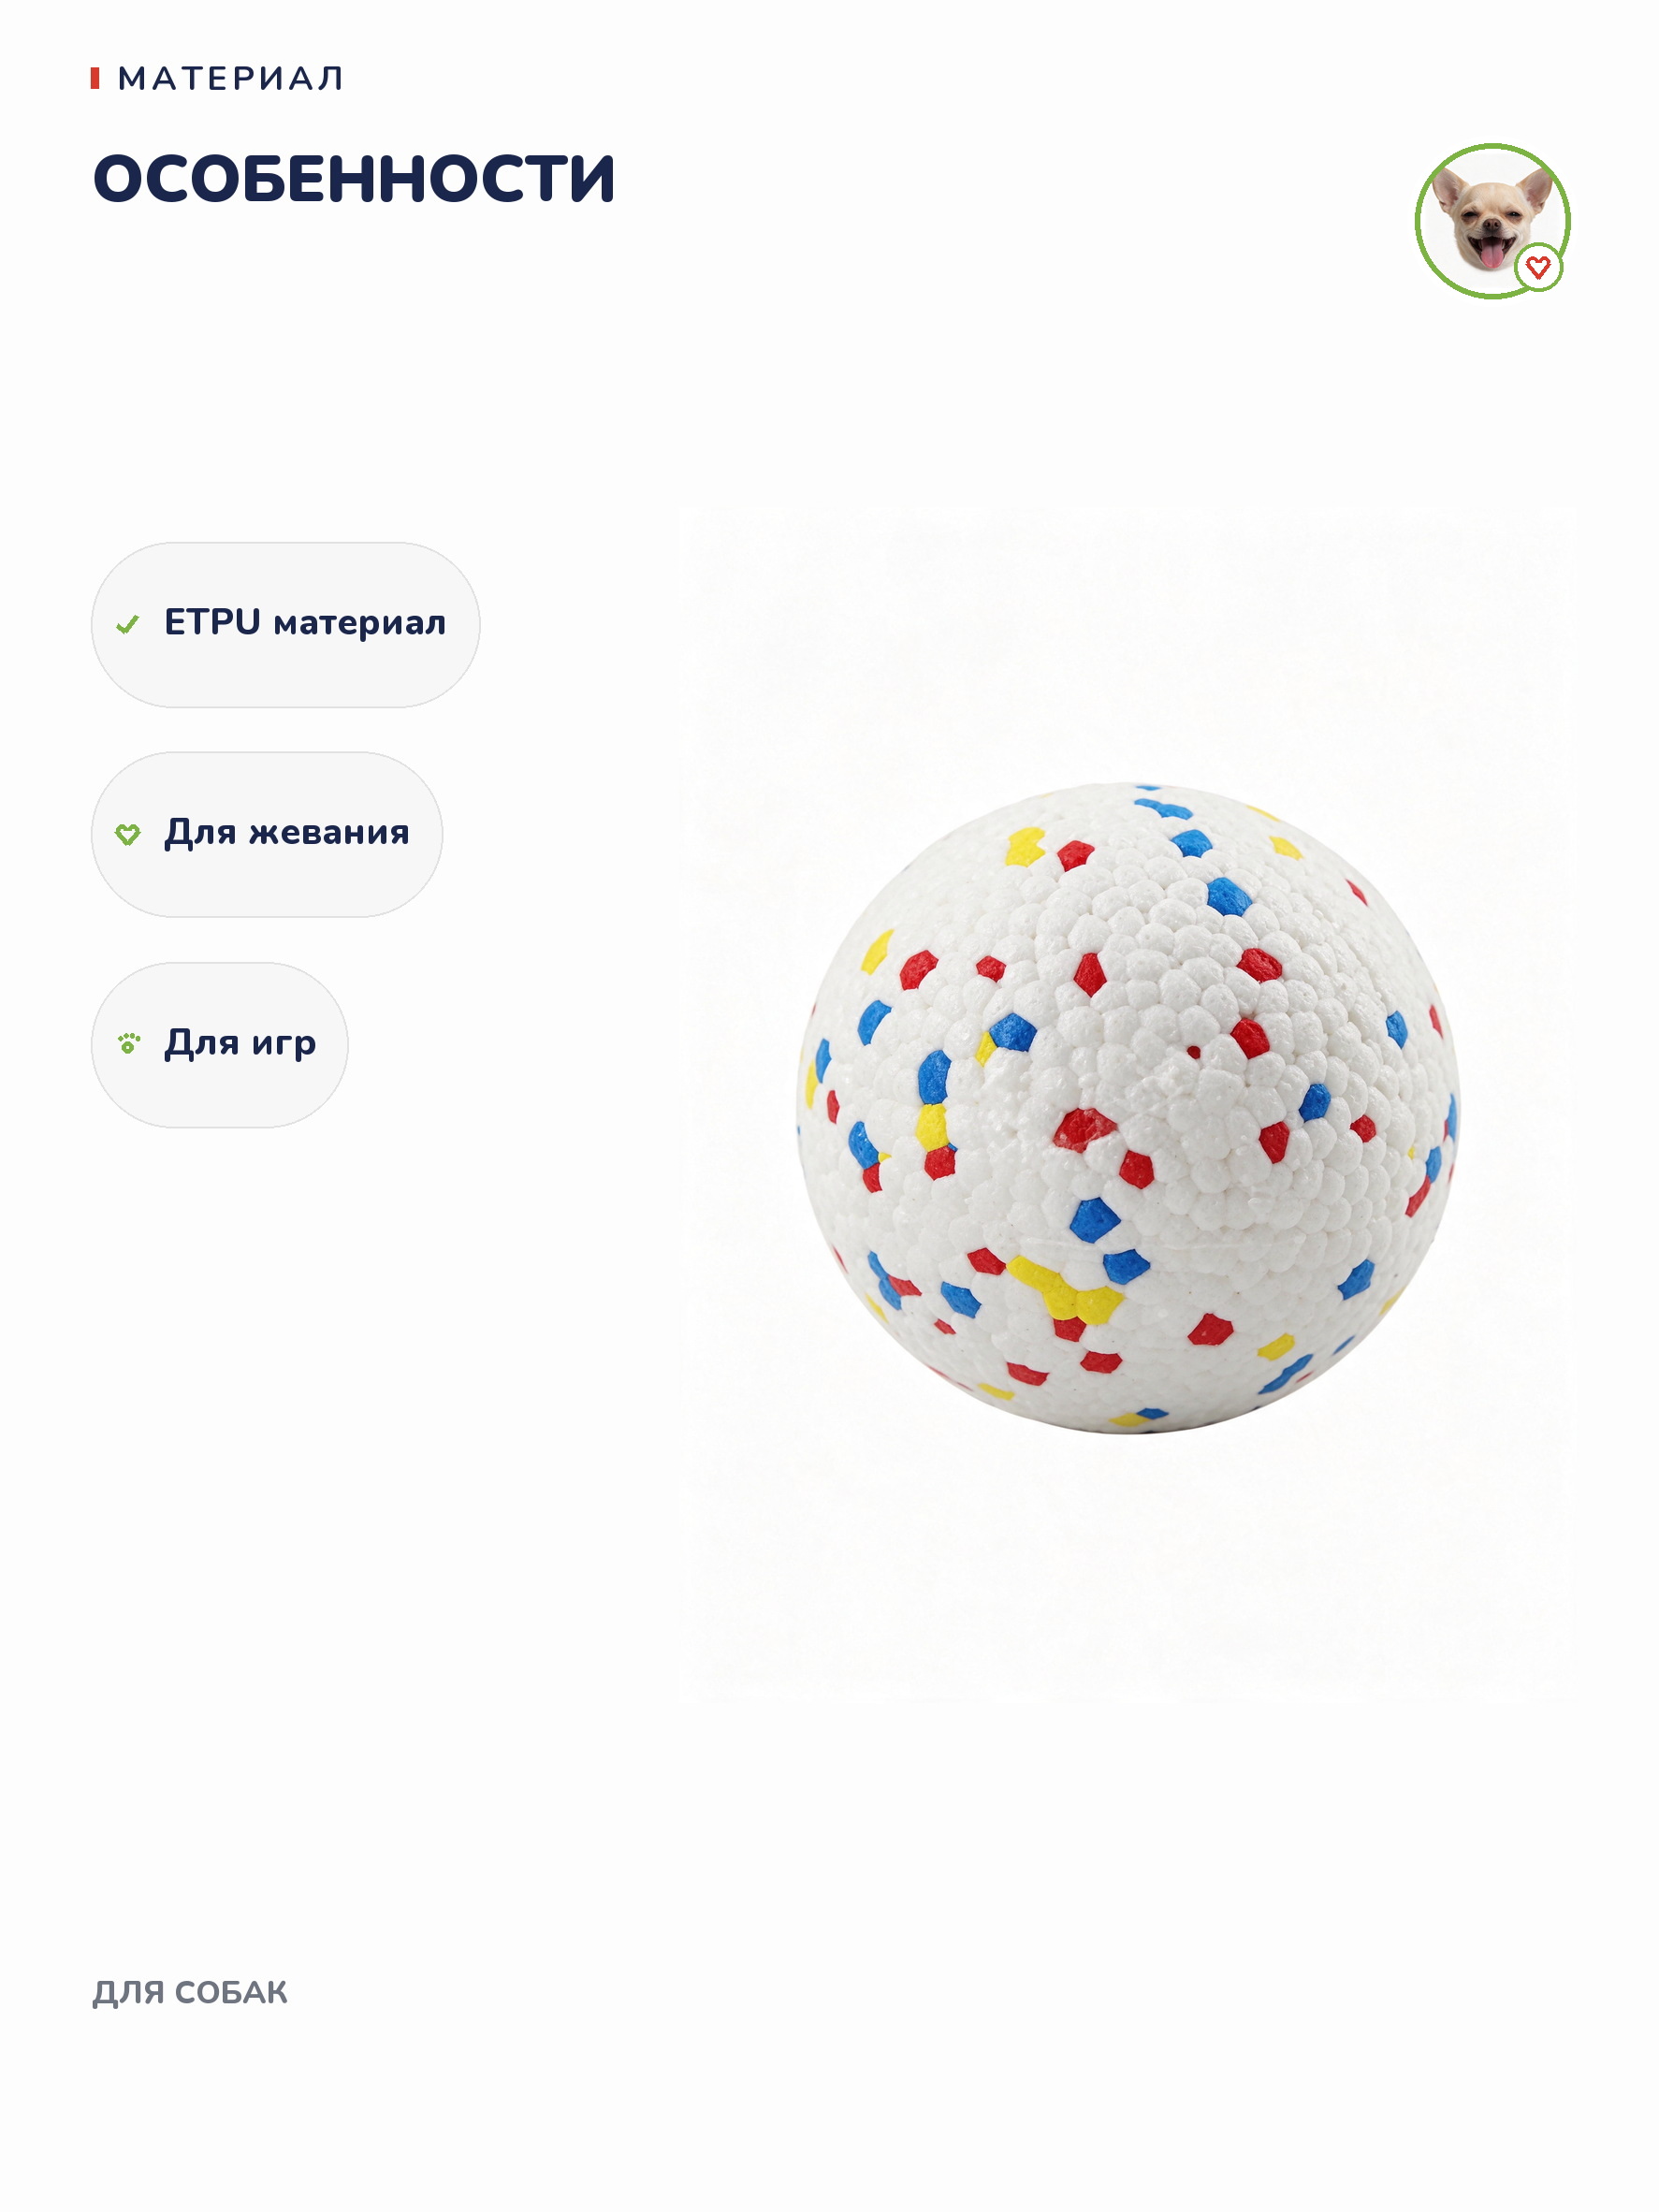 МАТЕРИАЛ
ОСОБЕННОСТИ
ETPU материал
Для жевания
Для игр
ДЛЯ СОБАК